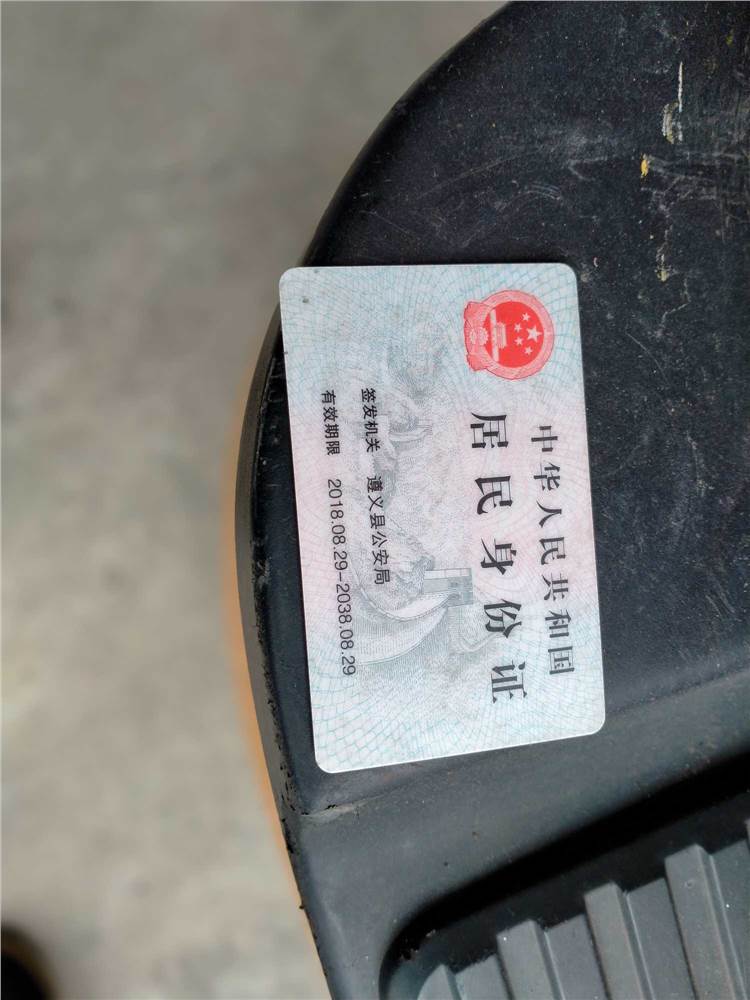 中华人民共和国
居民身份证
签发机关 遵义县公安局
有效期限 2018.08.29-2038.08.29